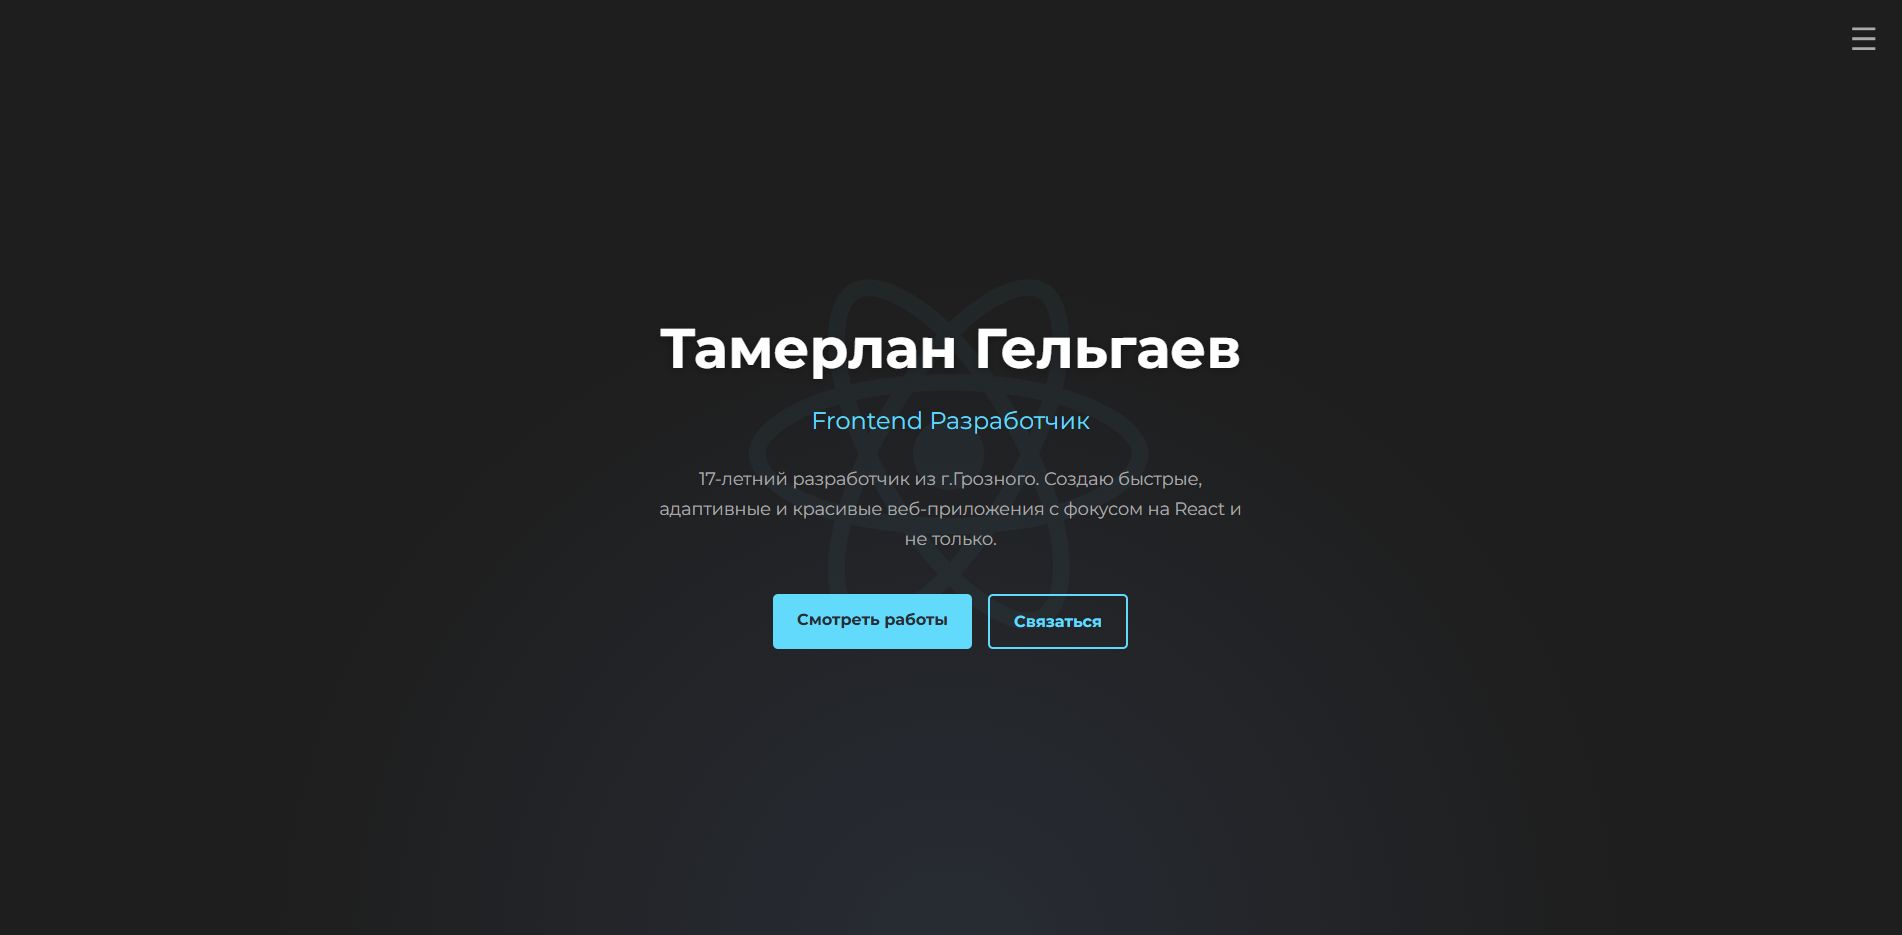 Тамерлан Гельгаев
Frontend Разработчик
17-летний разработчик из г.Грозного. Создаю быстрые,
адаптивные и красивые веб-приложения с фокусом на React и
не только.
Смотреть работы
Связаться